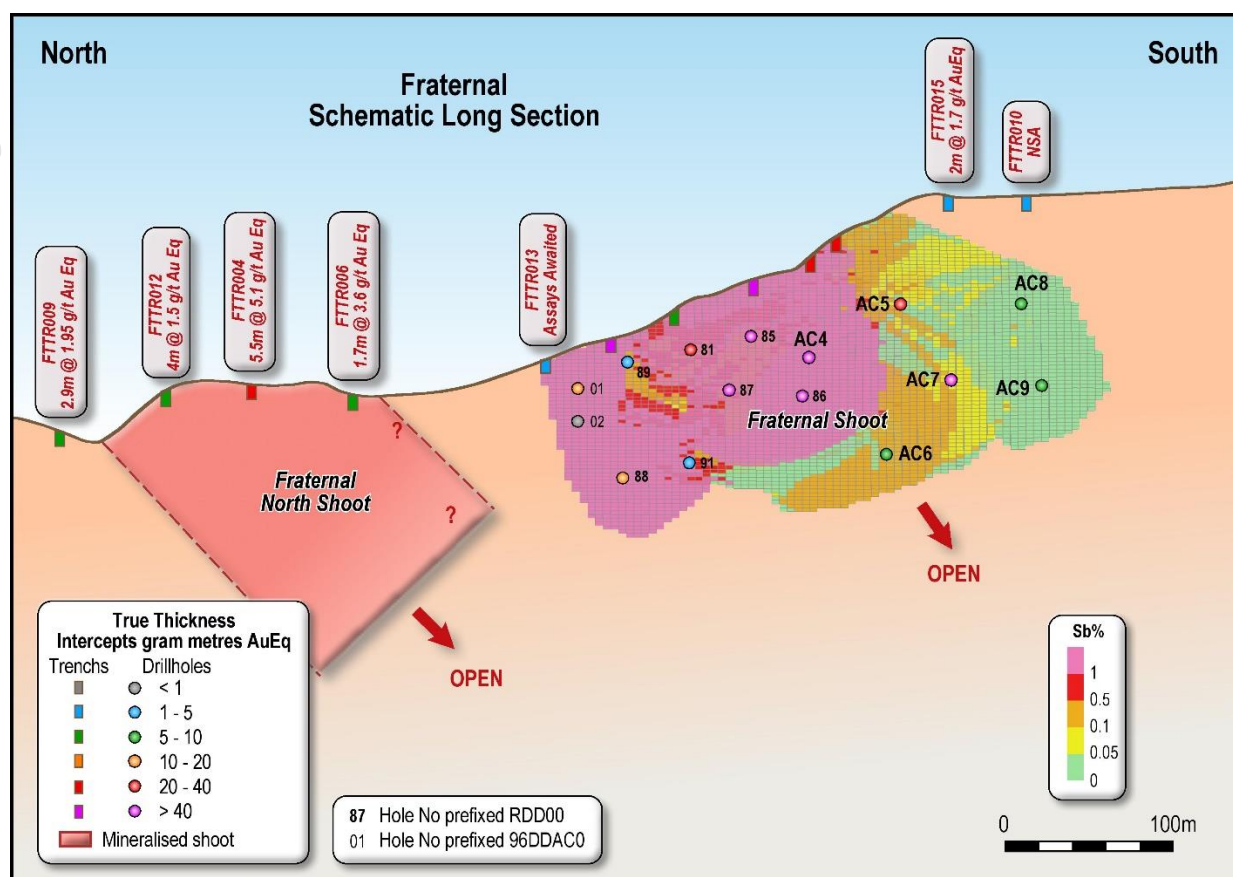 North
South
Fraternal
Schematic Long Section
FTTR009
2.9m @ 1.95 g/t Au Eq
FTTR012
4m @ 1.5 g/t Au Eq
FTTR004
5.5m @ 5.1 g/t Au Eq
FTTR006
1.7m @ 3.6 g/t Au Eq
FTTR013
Assays Awaited
FTTR015
2m @ 1.7 g/t AuEq
FTTR010
NSA
AC8
AC5
85
AC4
81
89
AC7
AC9
01
87
86
Fraternal Shoot
02
AC6
91
88
?
Fraternal
North Shoot
?
OPEN
OPEN
True Thickness
Intercepts gram metres AuEq
Trenchs Drillholes
< 1
1 - 5
5 - 10
10 - 20
20 - 40
> 40
Mineralised shoot
87 Hole No prefixed RDD00
01 Hole No prefixed 96DDAC0
Sb%
1
0.5
0.1
0.05
0
0 100m